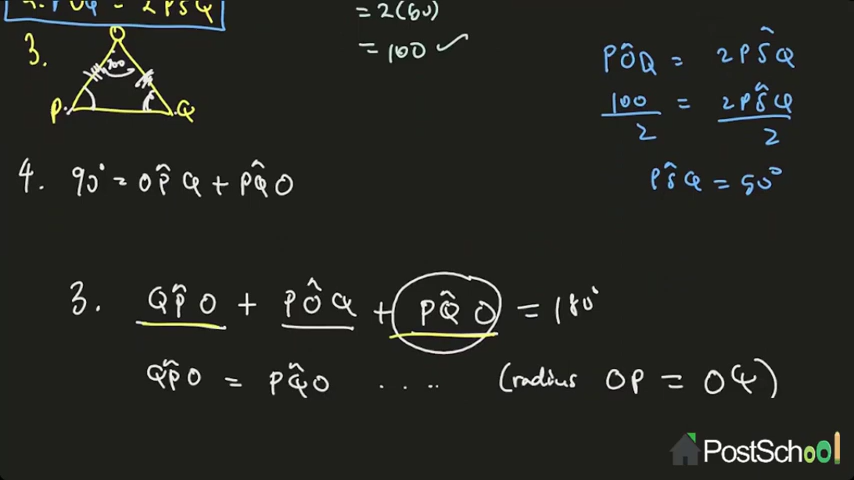 = 2(50)
= 100 ✓
3.
O
100
P
Q
PÔQ = 2PŜQ
100/2 = 2PŜQ/2
PŜQ = 50°
4. 90° = OP̂Q + PQ̂O
3. QP̂O + PÔQ + PQ̂O = 180°
QP̂O = PQ̂O ..... (radius OP = OQ)
PostSchool